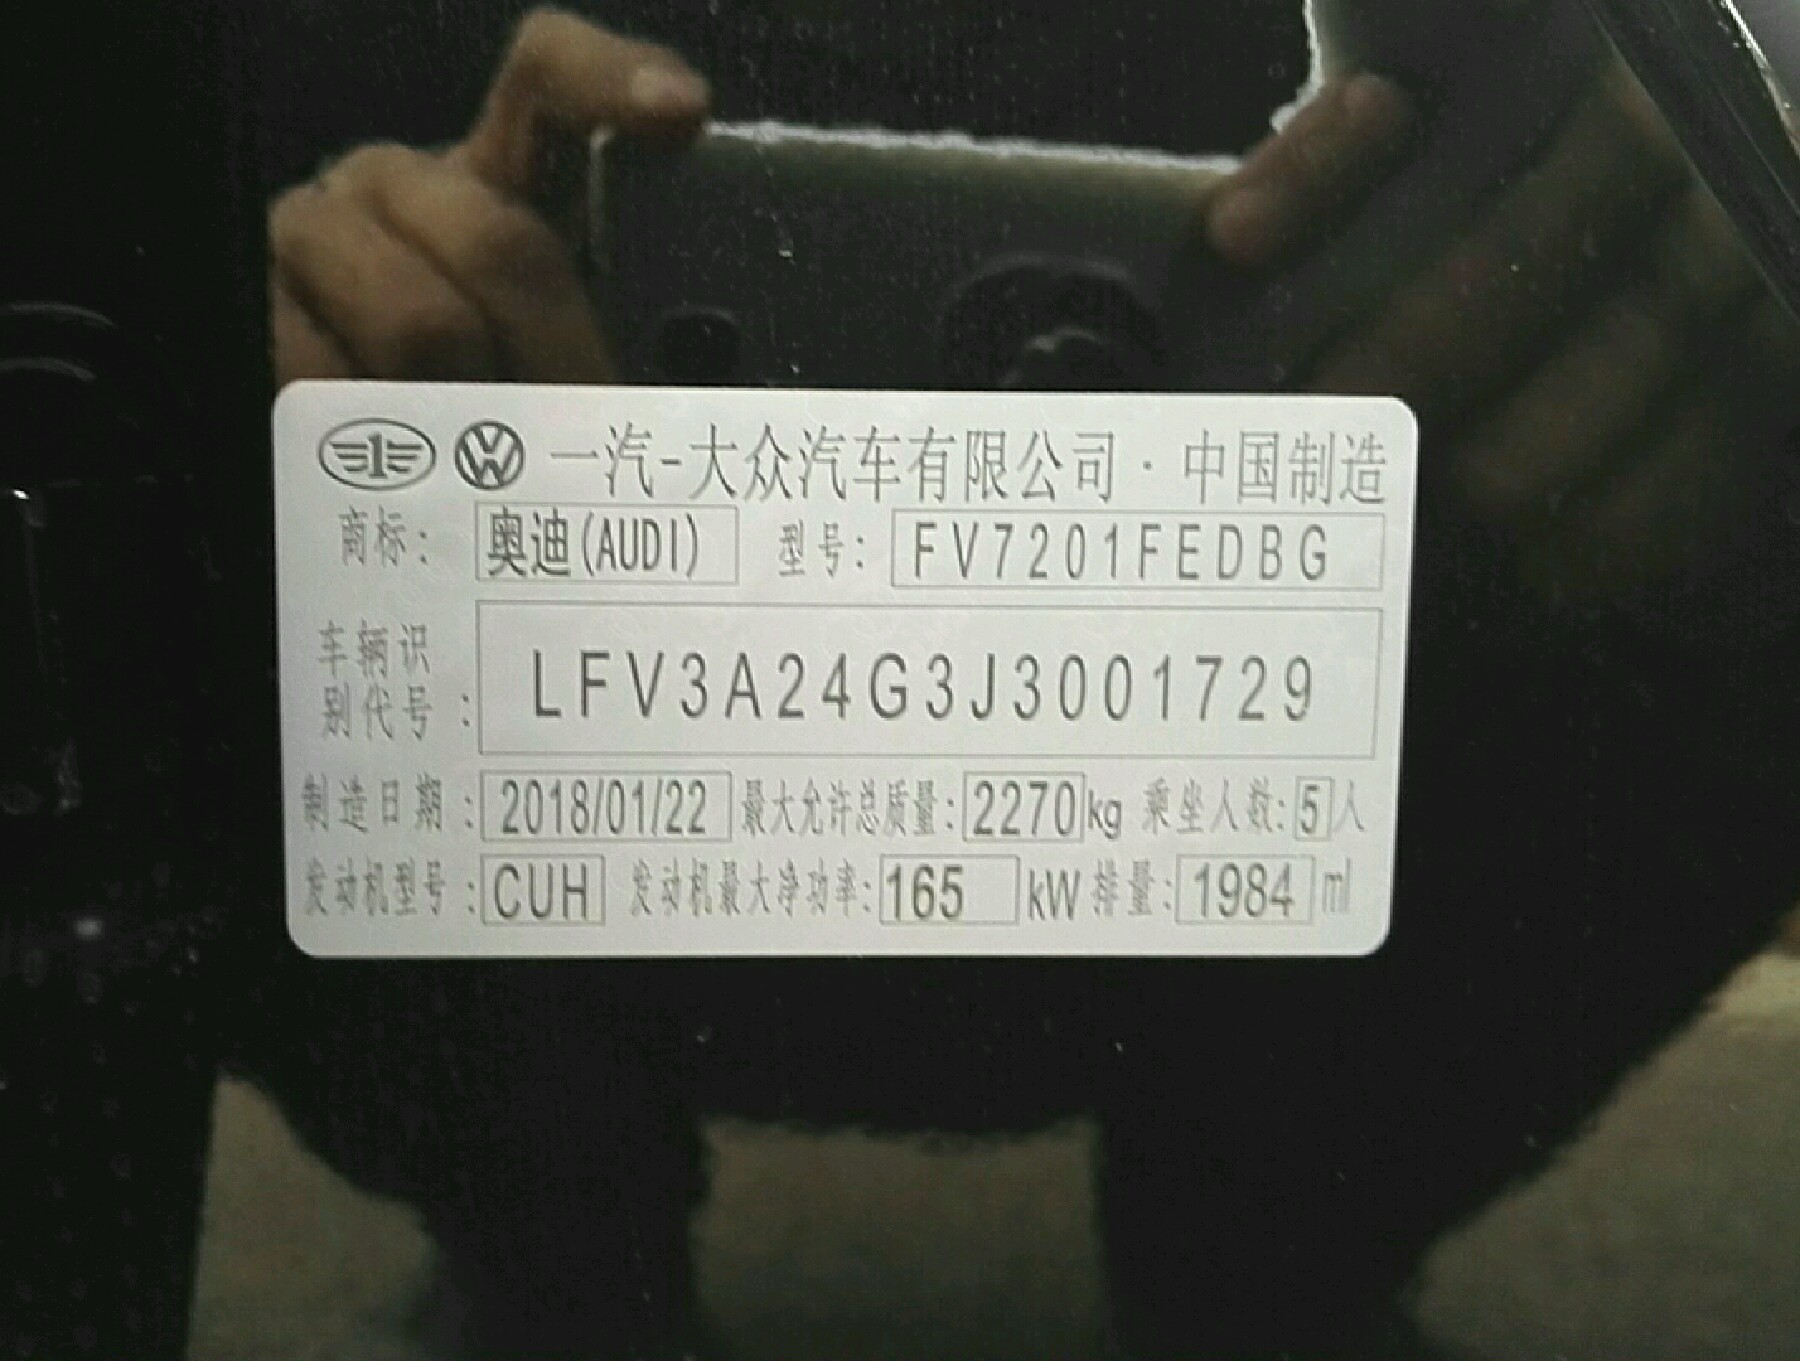 一汽-大众汽车有限公司·中国制造
商标: 奥迪(AUDI) 型号: FV7201FEDBG
车辆识别代号: LFV3A24G3J3001729
制造日期: 2018/01/22 最大允许总质量: 2270kg 乘坐人数: 5人
发动机型号: CUH 发动机最大净功率: 165 kW 排量: 1984 ml